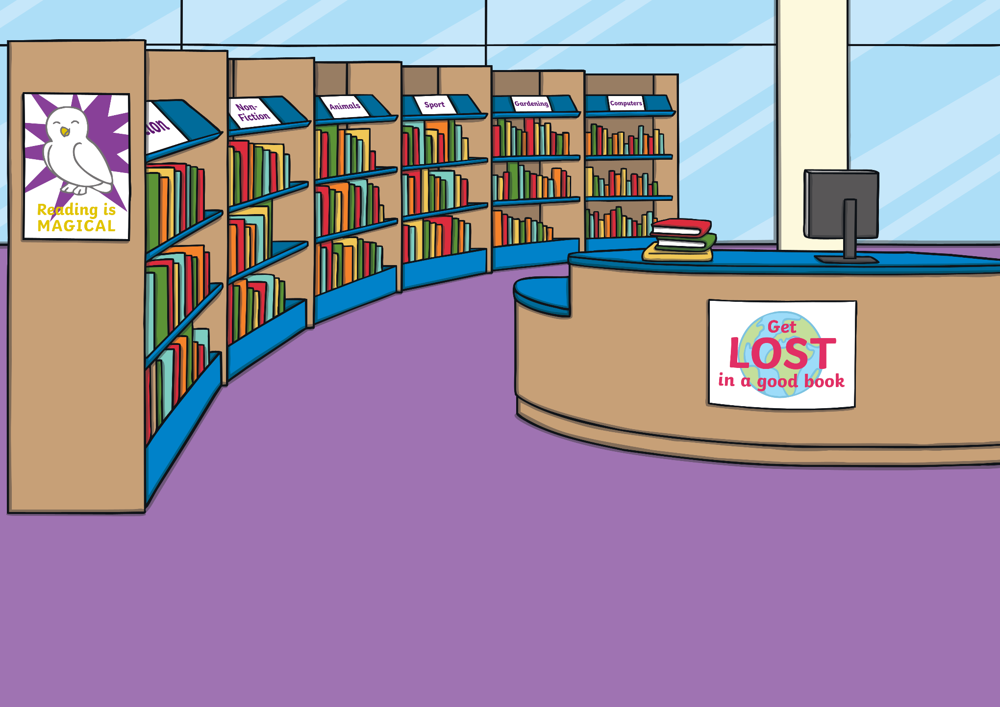 Reading is
MAGICAL
Non-
Fiction
Animals
Sport
Gardening
Computers
Get
LOST
in a good book